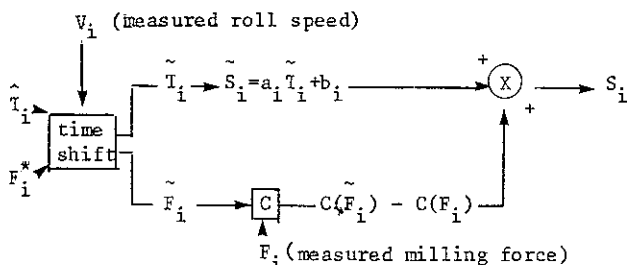 V_i (measured roll speed)
T̂_i
F_i^*
time
shift
T̃_i
S̃_i=a_i T̃_i+b_i
+
X
+
S_i
F̃_i
C
C(F̃_i) - C(F_i)
F_i (measured milling force)